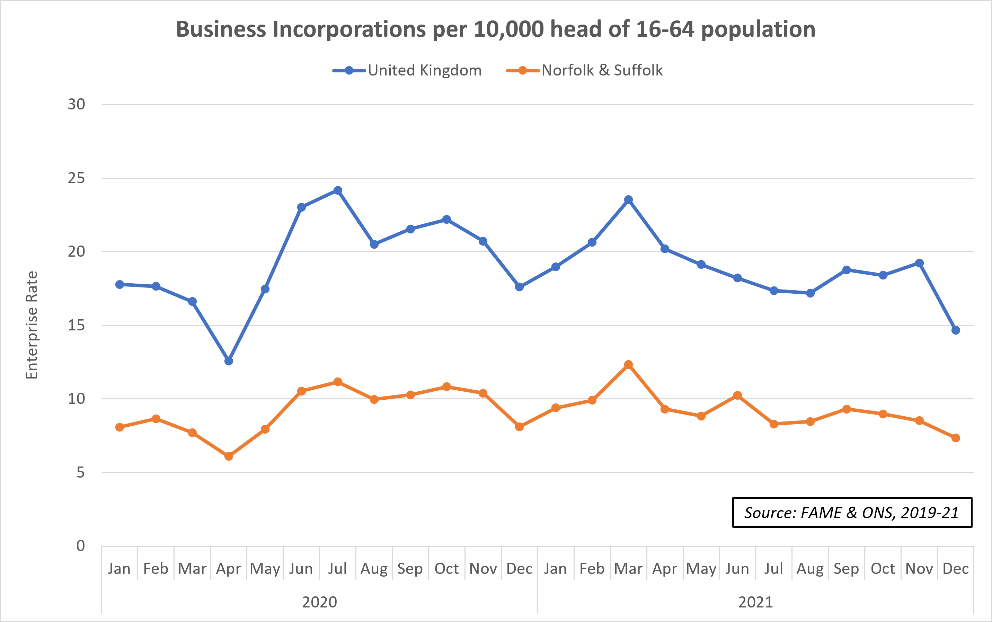 Business Incorporations per 10,000 head of 16-64 population
United Kingdom Norfolk & Suffolk
30
25
20
15
10
5
0
Enterprise Rate
Source: FAME & ONS, 2019-21
Jan Feb Mar Apr May Jun Jul Aug Sep Oct Nov Dec Jan Feb Mar Apr May Jun Jul Aug Sep Oct Nov Dec
2020 2021